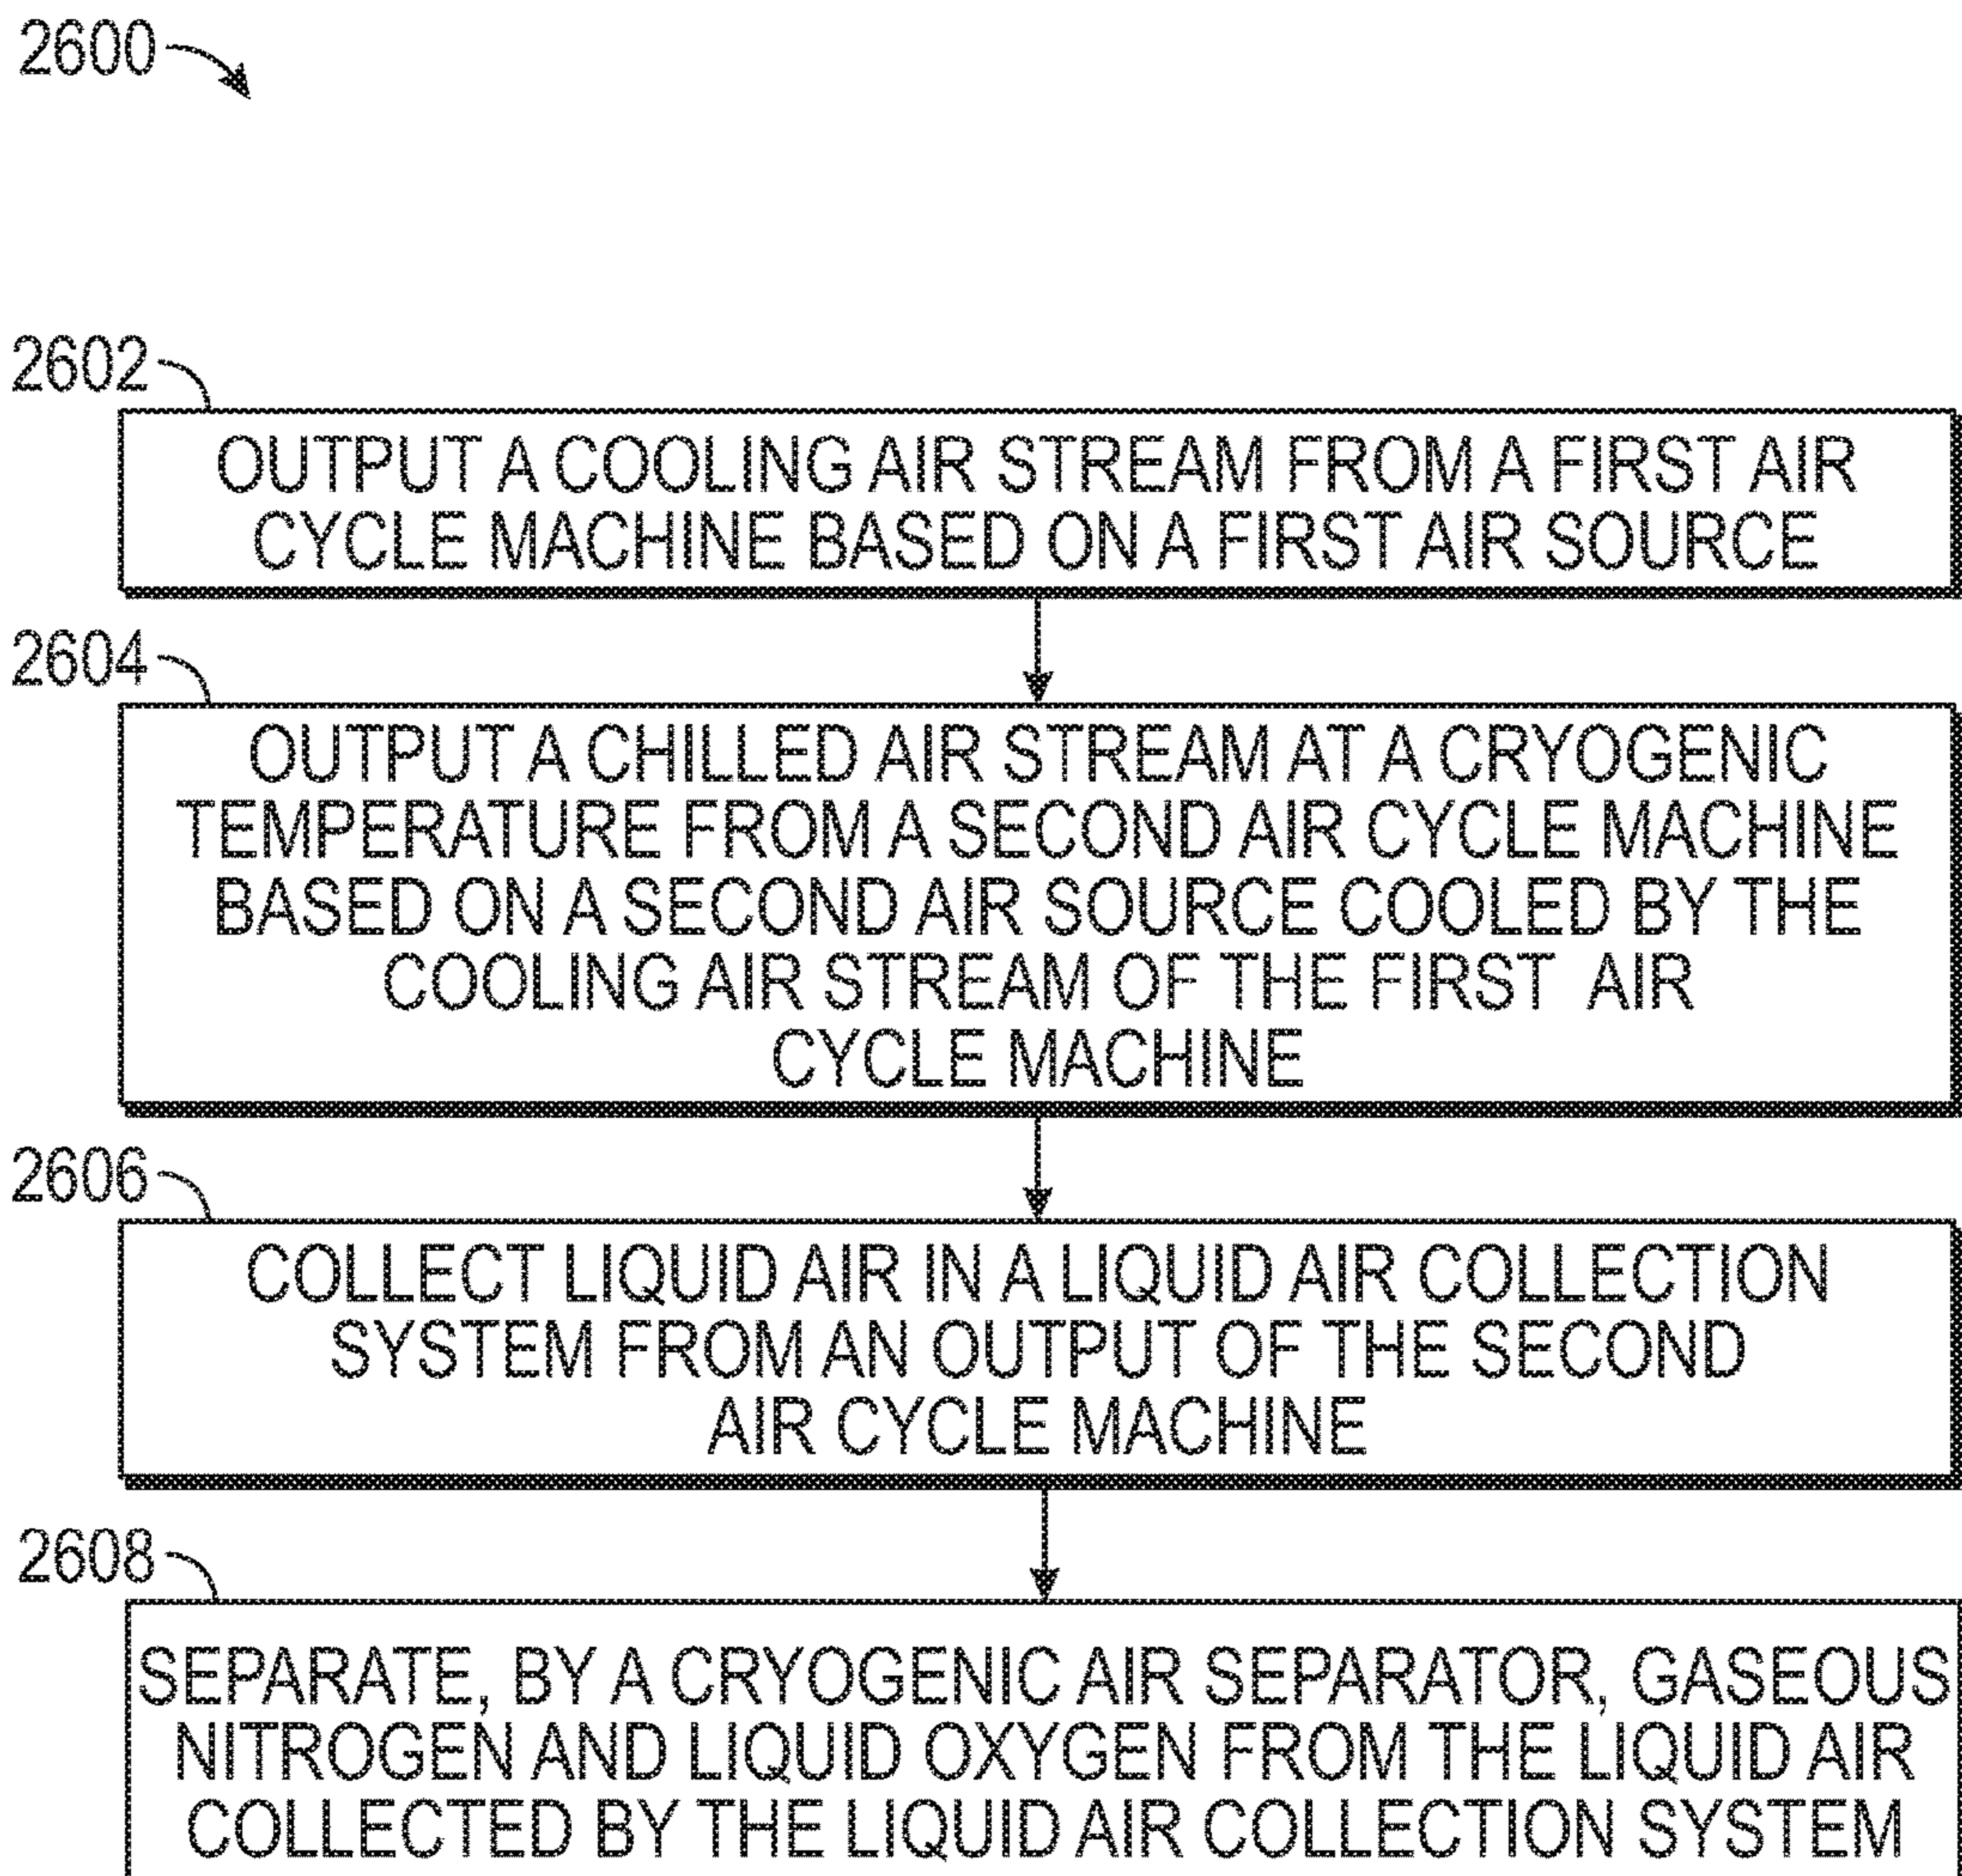 2600
2602
OUTPUT A COOLING AIR STREAM FROM A FIRST AIR
CYCLE MACHINE BASED ON A FIRST AIR SOURCE
2604
OUTPUT A CHILLED AIR STREAM AT A CRYOGENIC
TEMPERATURE FROM A SECOND AIR CYCLE MACHINE
BASED ON A SECOND AIR SOURCE COOLED BY THE
COOLING AIR STREAM OF THE FIRST AIR
CYCLE MACHINE
2606
COLLECT LIQUID AIR IN A LIQUID AIR COLLECTION
SYSTEM FROM AN OUTPUT OF THE SECOND
AIR CYCLE MACHINE
2608
SEPARATE, BY A CRYOGENIC AIR SEPARATOR, GASEOUS
NITROGEN AND LIQUID OXYGEN FROM THE LIQUID AIR
COLLECTED BY THE LIQUID AIR COLLECTION SYSTEM